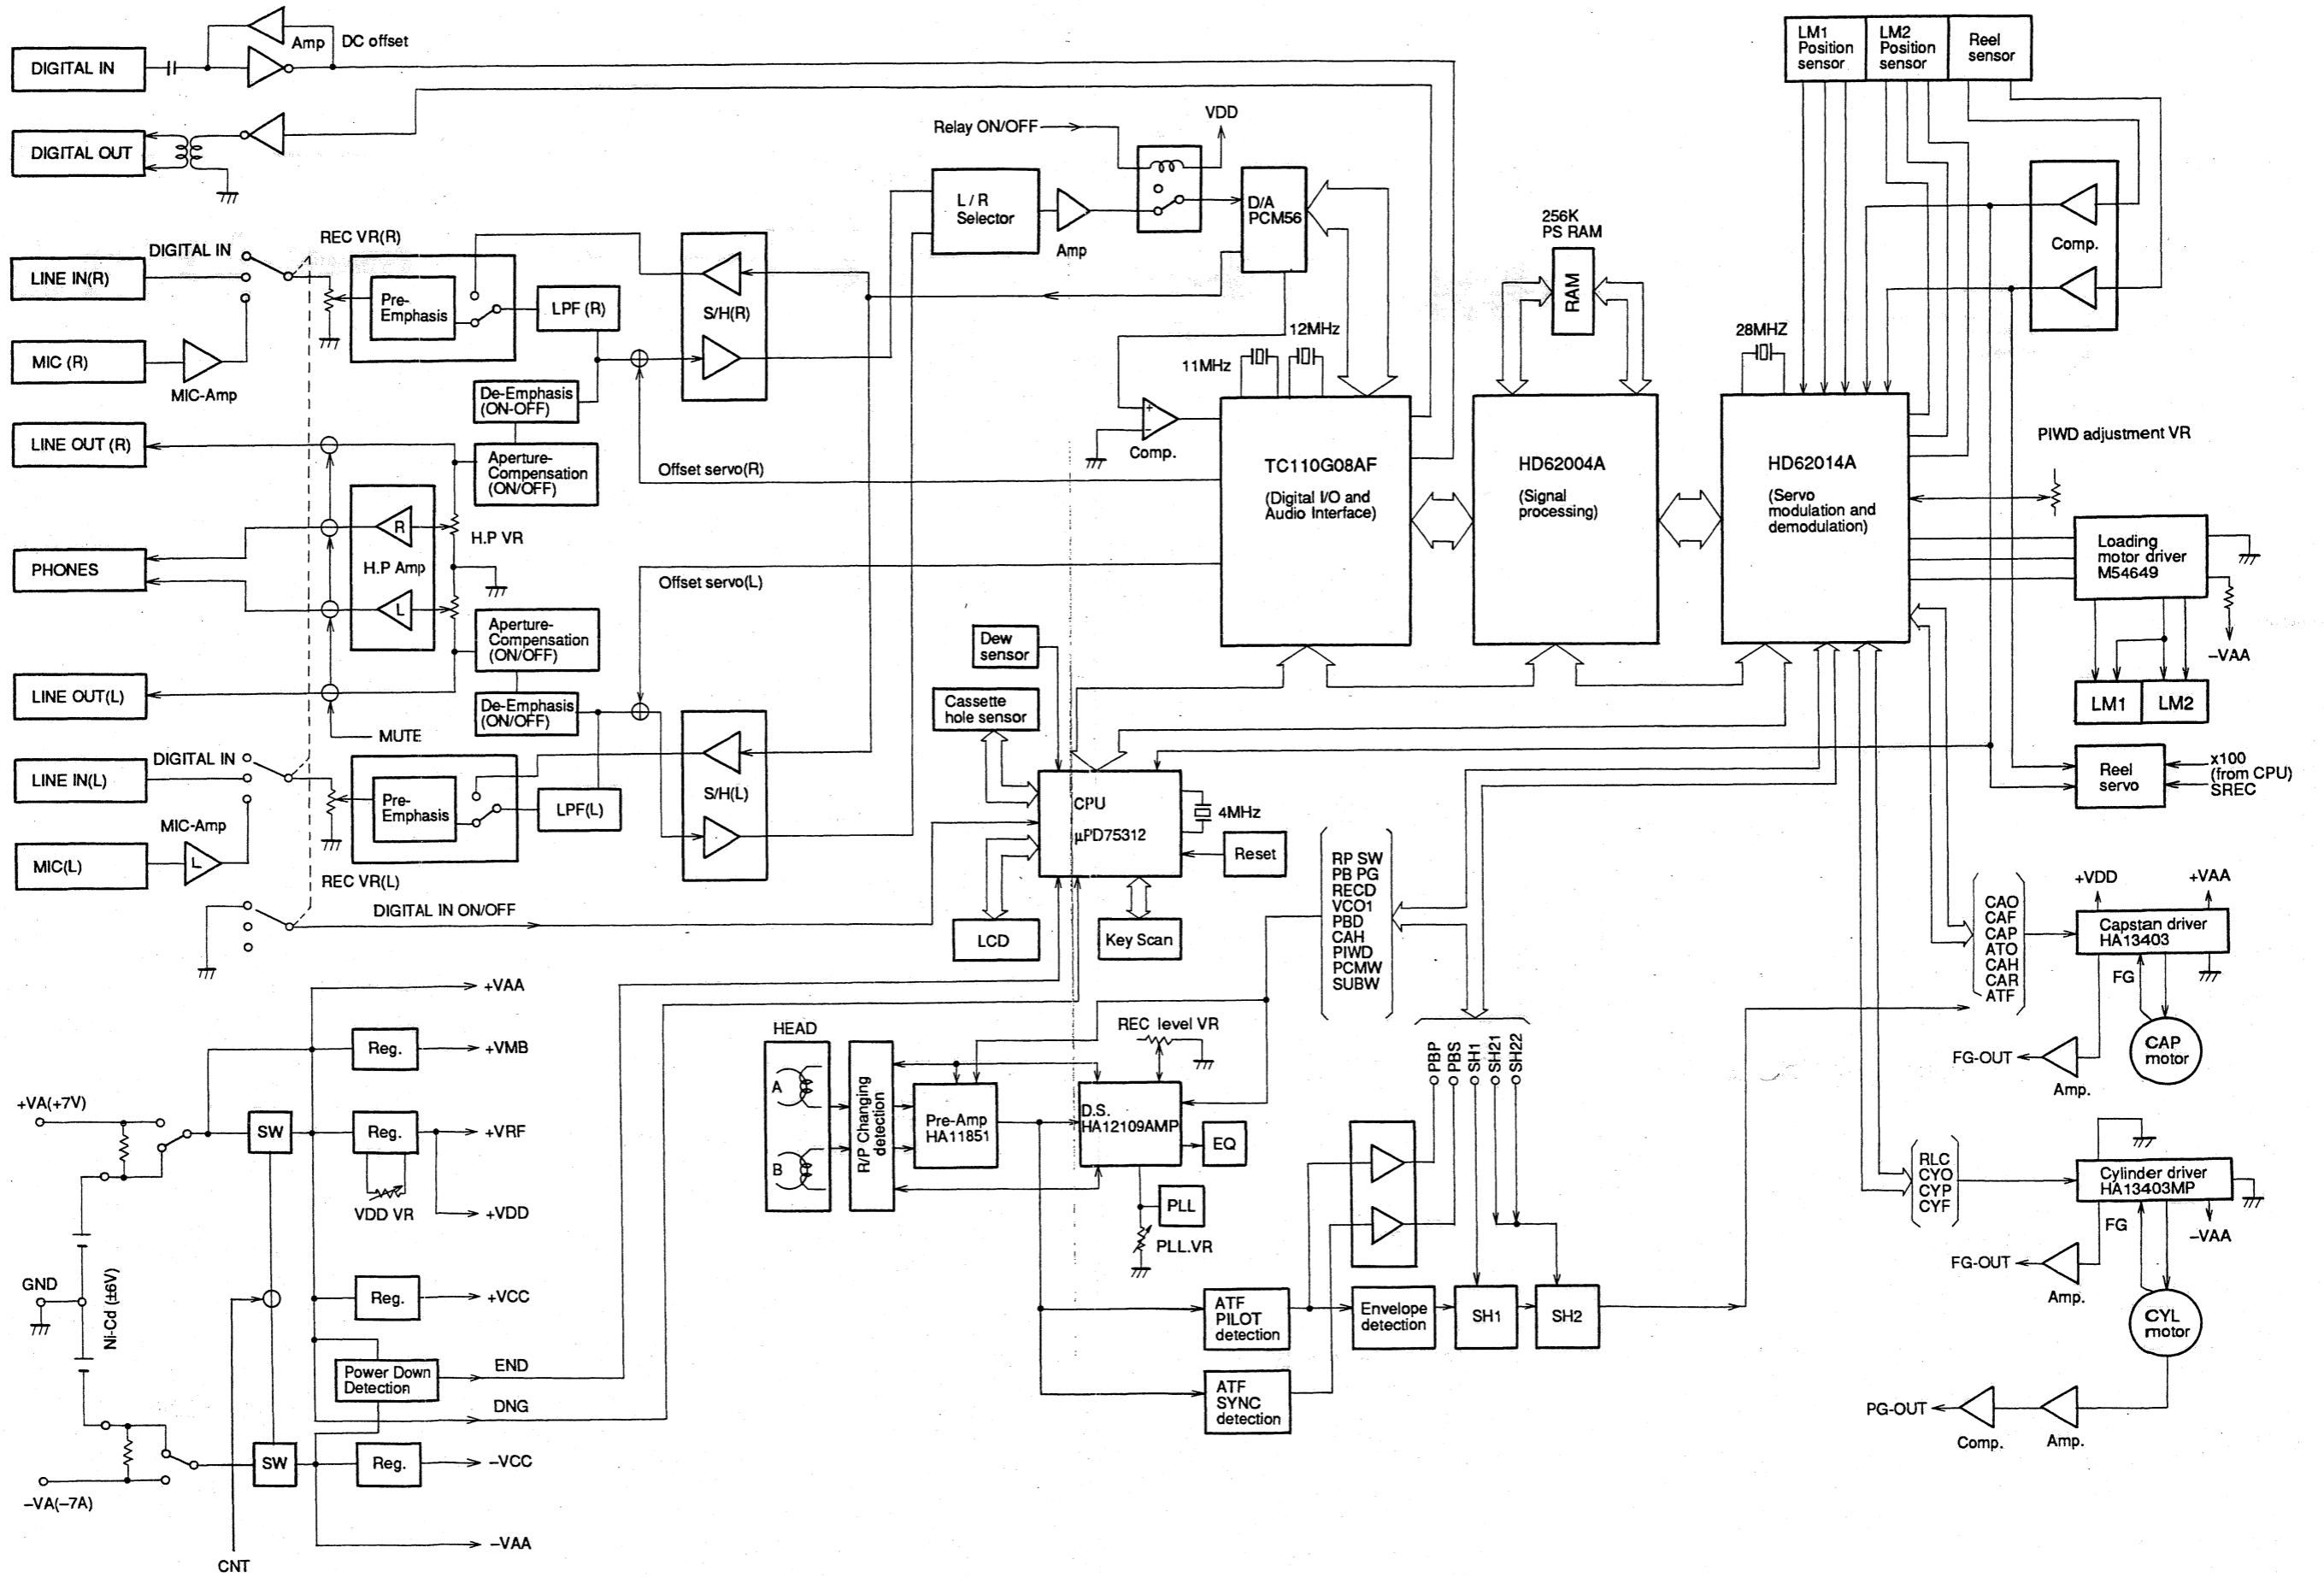 Amp
DC offset
DIGITAL IN
DIGITAL OUT
DIGITAL IN
REC VR(R)
LINE IN(R)
Pre-
Emphasis
LPF (R)
S/H(R)
MIC (R)
MIC-Amp
De-Emphasis
(ON-OFF)
LINE OUT (R)
Aperture-
Compensation
(ON/OFF)
Offset servo(R)
R
H.P VR
H.P Amp
PHONES
L
Offset servo(L)
Aperture-
Compensation
(ON/OFF)
LINE OUT(L)
De-Emphasis
(ON/OFF)
MUTE
DIGITAL IN
LINE IN(L)
Pre-
Emphasis
LPF(L)
S/H(L)
MIC-Amp
MIC(L)
L
REC VR(L)
DIGITAL IN ON/OFF
Relay ON/OFF
VDD
L / R
Selector
Amp
D/A
PCM56
256K
PS RAM
RAM
11MHz
12MHz
28MHZ
Comp.
+
−
TC110G08AF
(Digital I/O and
Audio Interface)
HD62004A
(Signal
processing)
HD62014A
(Servo
modulation and
demodulation)
LM1
Position
sensor
LM2
Position
sensor
Reel
sensor
Comp.
PIWD adjustment VR
Loading
motor driver
M54649
−VAA
LM1
LM2
Reel
servo
x100
(from CPU)
SREC
Dew
sensor
Cassette
hole sensor
CPU
μPD75312
4MHz
Reset
LCD
Key Scan
RP SW
PB PG
RECD
VCO1
PBD
CAH
PIWD
PCMW
SUBW
CAO
CAF
CAP
ATO
CAH
CAR
ATF
+VDD
+VAA
Capstan driver
HA13403
FG
CAP
motor
FG-OUT
Amp.
RLC
CYO
CYP
CYF
Cylinder driver
HA13403MP
FG
−VAA
FG-OUT
Amp.
CYL
motor
PG-OUT
Comp.
Amp.
HEAD
A
B
R/P Changing
detection
Pre-Amp
HA11851
REC level VR
D.S.
HA12109AMP
EQ
PLL
PLL.VR
PBP
PBS
SH1
SH21
SH22
ATF
PILOT
detection
Envelope
detection
SH1
SH2
ATF
SYNC
detection
+VAA
Reg.
+VMB
+VA(+7V)
SW
Reg.
+VRF
VDD VR
+VDD
GND
Ni-Cd (±6V)
Reg.
+VCC
Power Down
Detection
END
DNG
SW
Reg.
−VCC
−VA(−7A)
−VAA
CNT